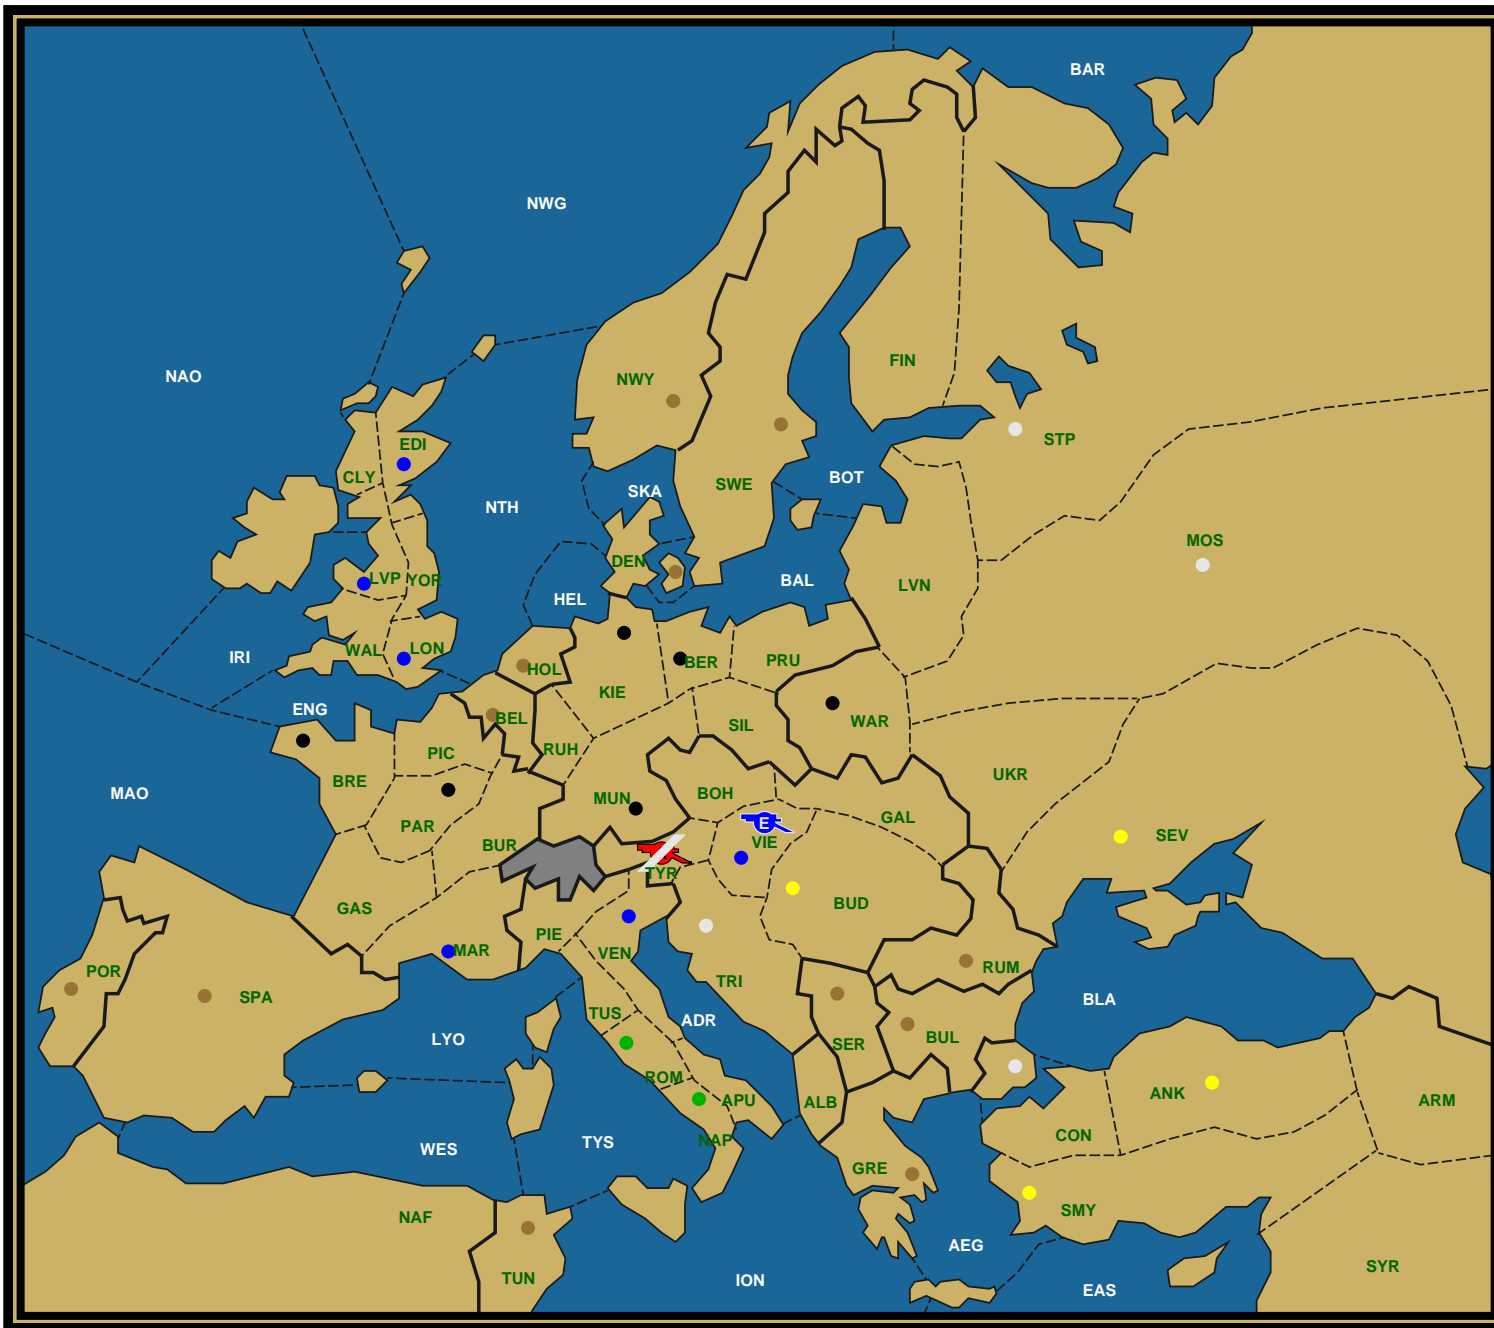 BAR
NWG
NAO
FIN
NWY
EDI
STP
CLY
BOT
SWE
SKA
NTH
MOS
DEN
LVP
YOR
BAL
LVN
HEL
WAL
LON
IRI
HOL
BER
PRU
KIE
ENG
BEL
WAR
SIL
RUH
PIC
UKR
BRE
MAO
BOH
MUN
GAL
E
PAR
SEV
VIE
BUR
TYR
BUD
GAS
PIE
MAR
VEN
RUM
POR
SPA
TRI
BLA
TUS
ADR
LYO
BUL
SER
ROM
ANK
APU
ALB
ARM
CON
NAP
TYS
WES
GRE
SMY
NAF
AEG
SYR
TUN
ION
EAS